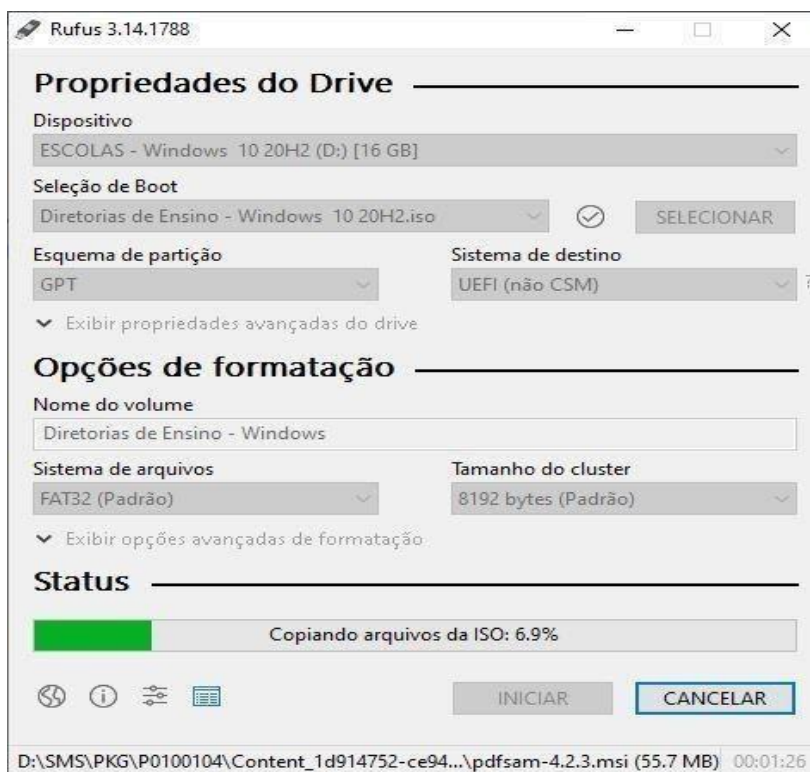 Rufus 3.14.1788
Propriedades do Drive
Dispositivo
ESCOLAS - Windows 10 20H2 (D:) [16 GB]
Seleção de Boot
Diretorias de Ensino - Windows 10 20H2.iso SELECIONAR
Esquema de partição Sistema de destino
GPT UEFI (não CSM)
Exibir propriedades avançadas do drive
Opções de formatação
Nome do volume
Diretorias de Ensino - Windows
Sistema de arquivos Tamanho do cluster
FAT32 (Padrão) 8192 bytes (Padrão)
Exibir opções avançadas de formatação
Status
Copiando arquivos da ISO: 6.9%
INICIAR CANCELAR
D:\SMS\PKG\P0100104\Content_1d914752-ce94...\pdfsam-4.2.3.msi (55.7 MB) 00:01:26